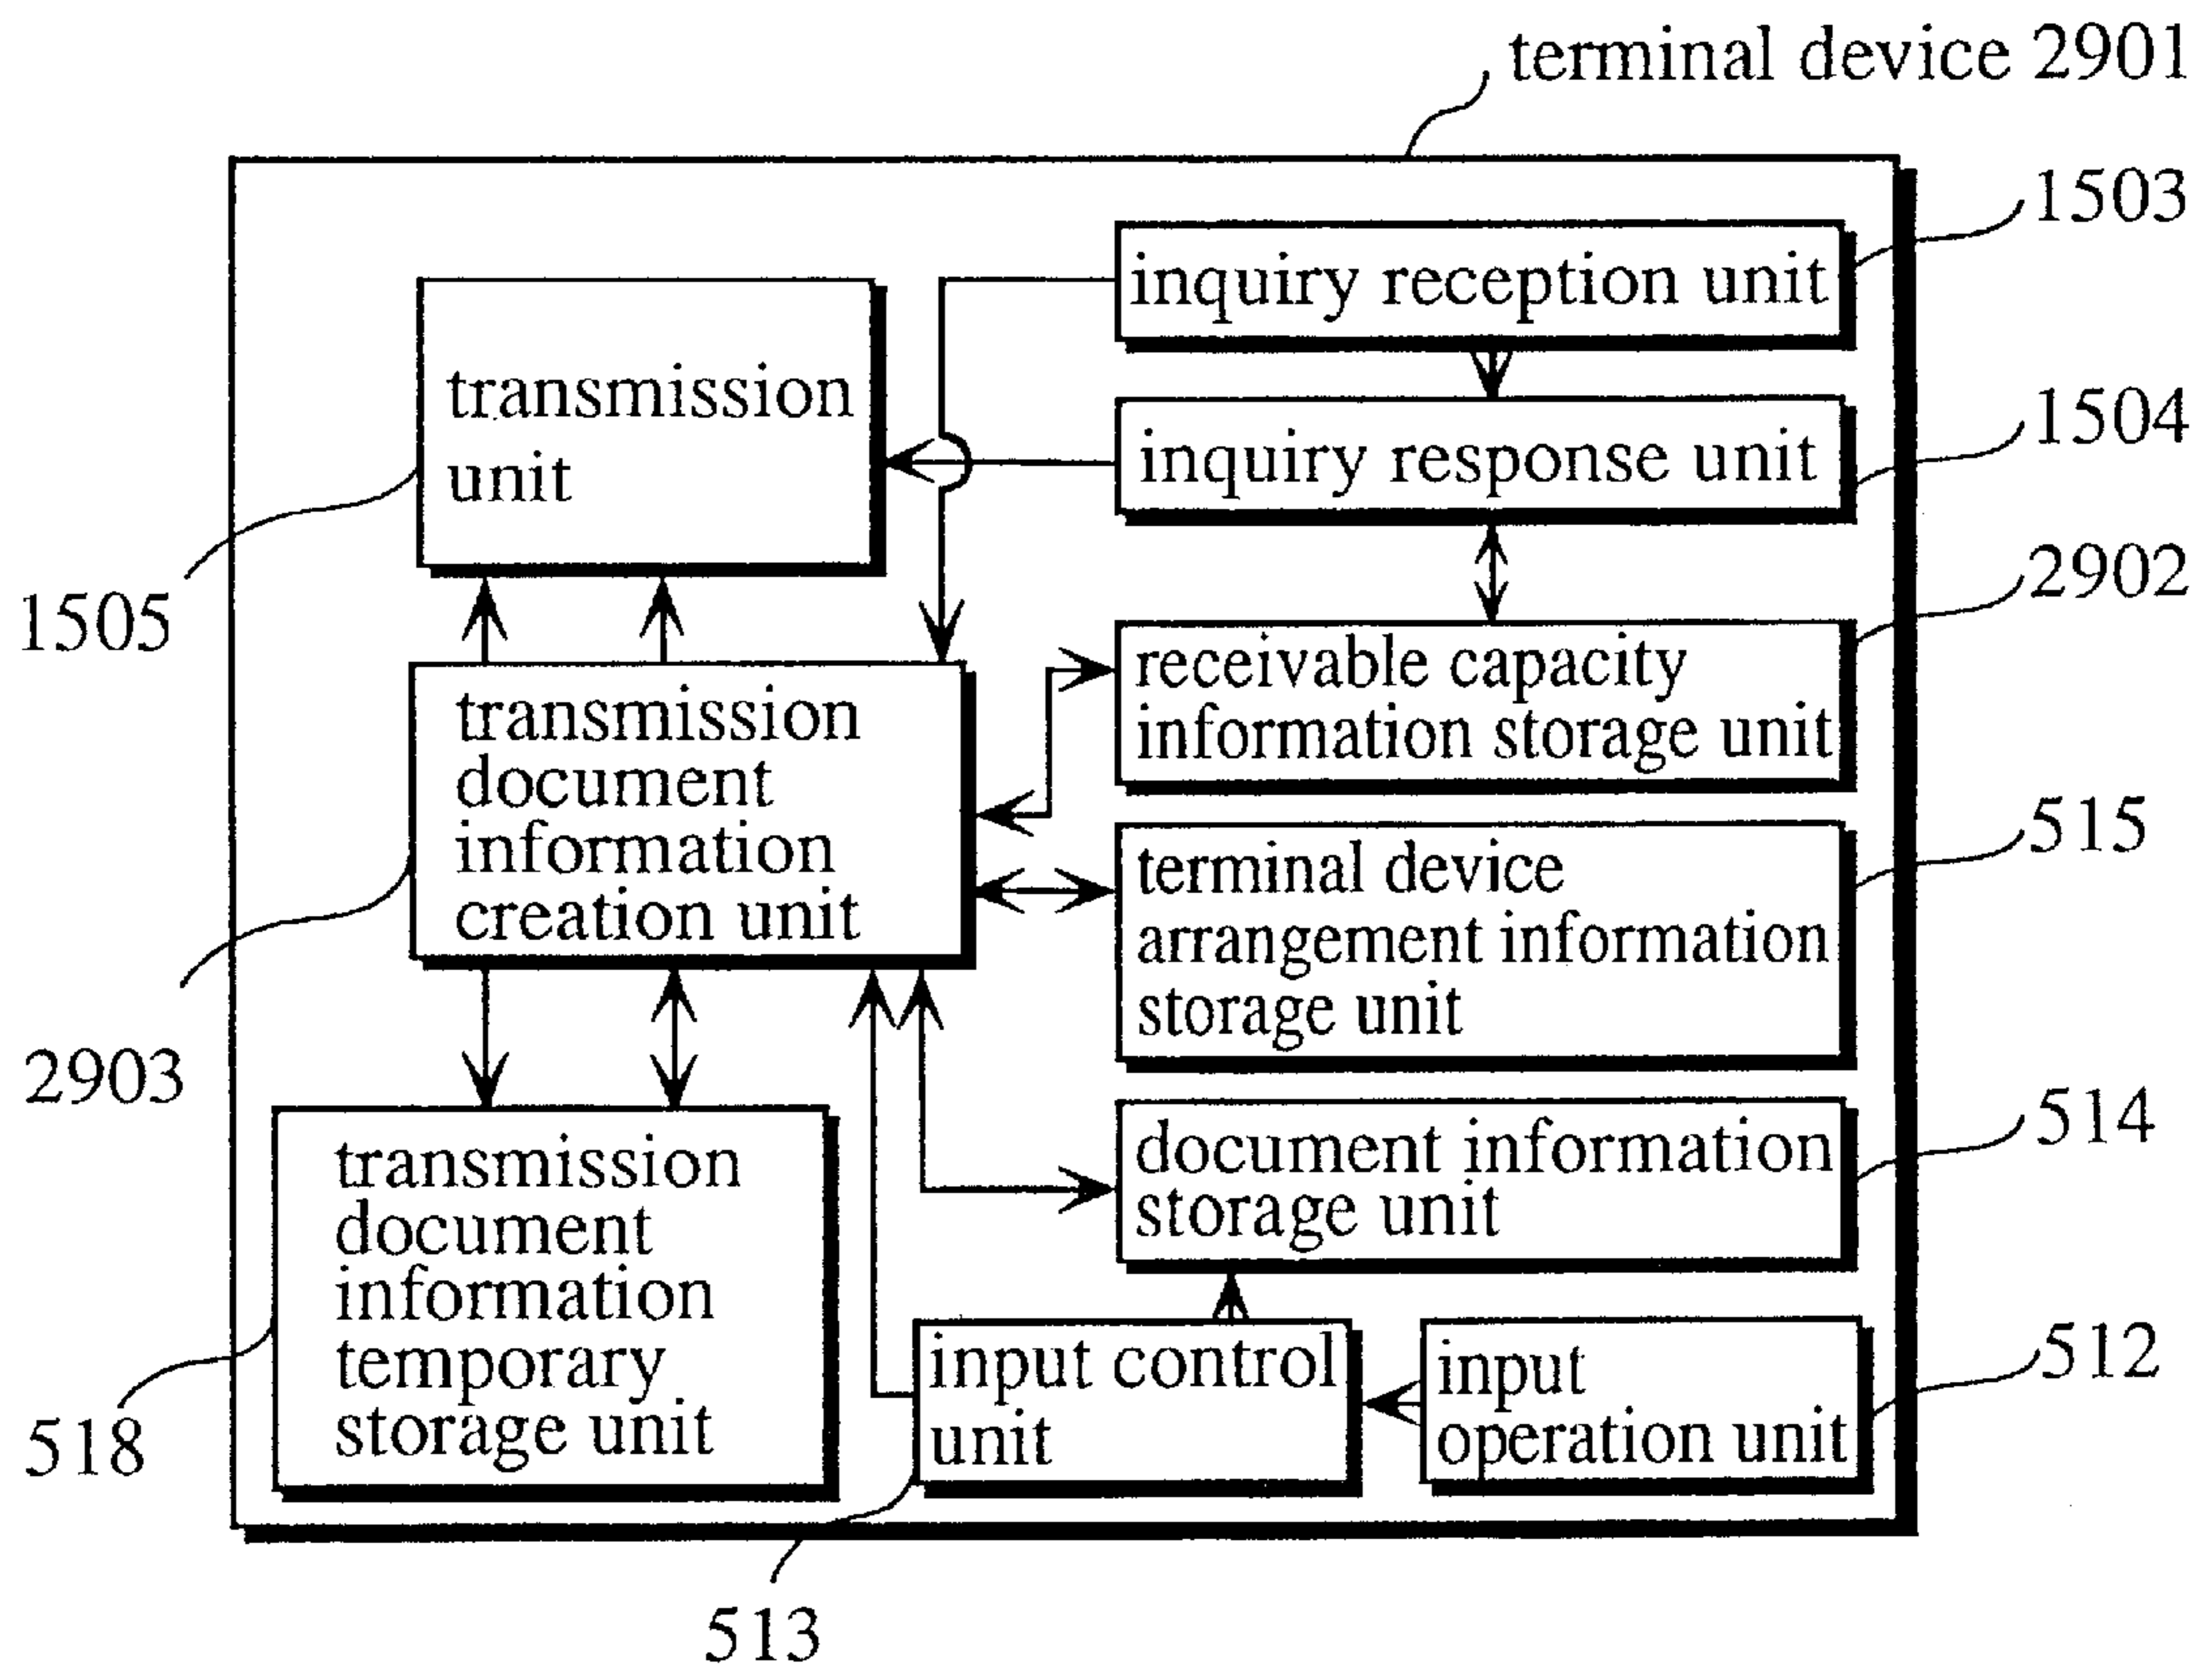 terminal device 2901
1503
inquiry reception unit
transmission
unit
1504
inquiry response unit
1505
2902
receivable capacity
information storage unit
transmission
document
information
creation unit
2903
515
terminal device
arrangement information
storage unit
514
document information
storage unit
transmission
document
information
temporary
storage unit
518
input control
unit
512
input
operation unit
513